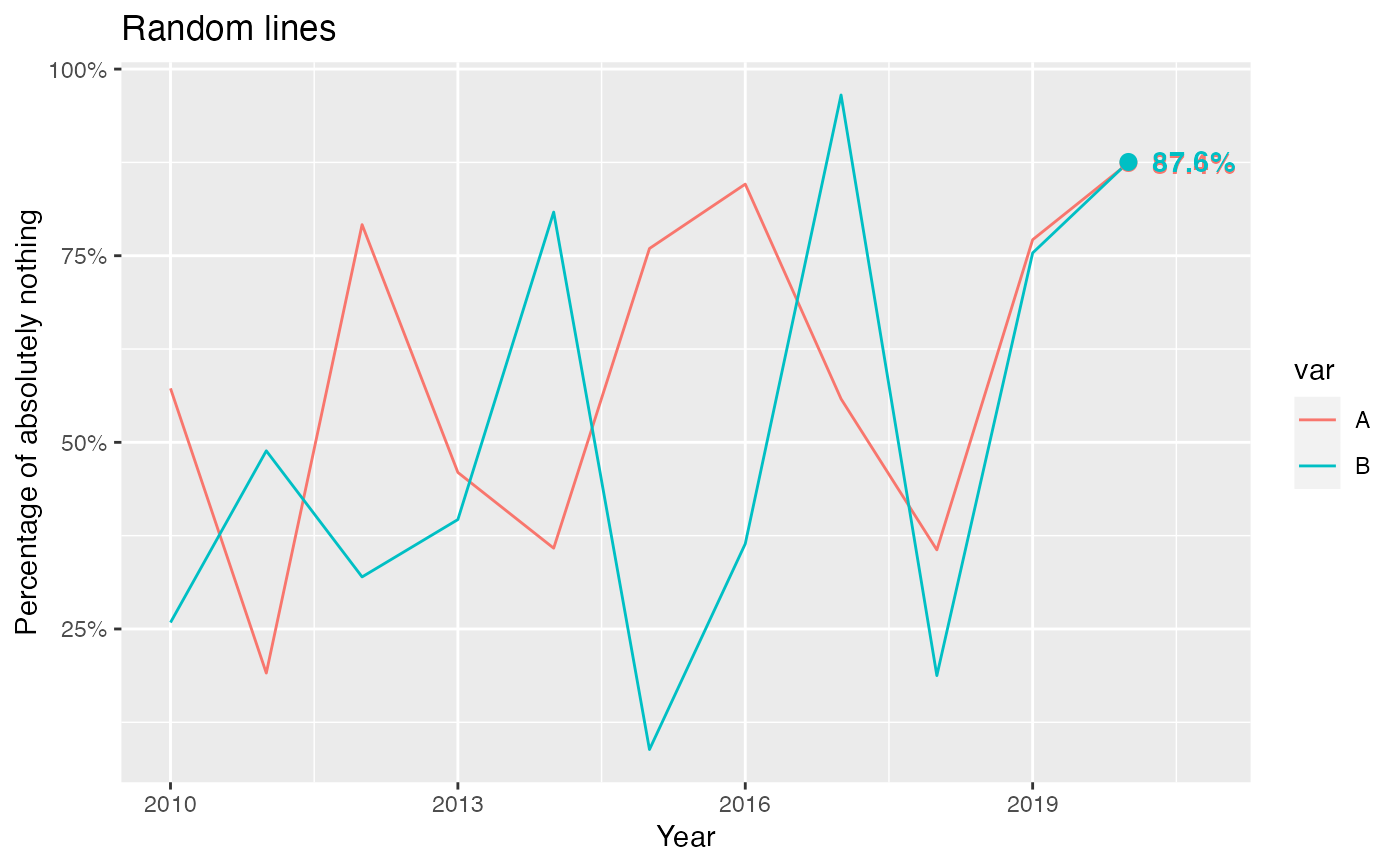 Random lines
Percentage of absolutely nothing
100%
75%
50%
25%
87.6%
2010
2013
2016
2019
Year
var
A
B